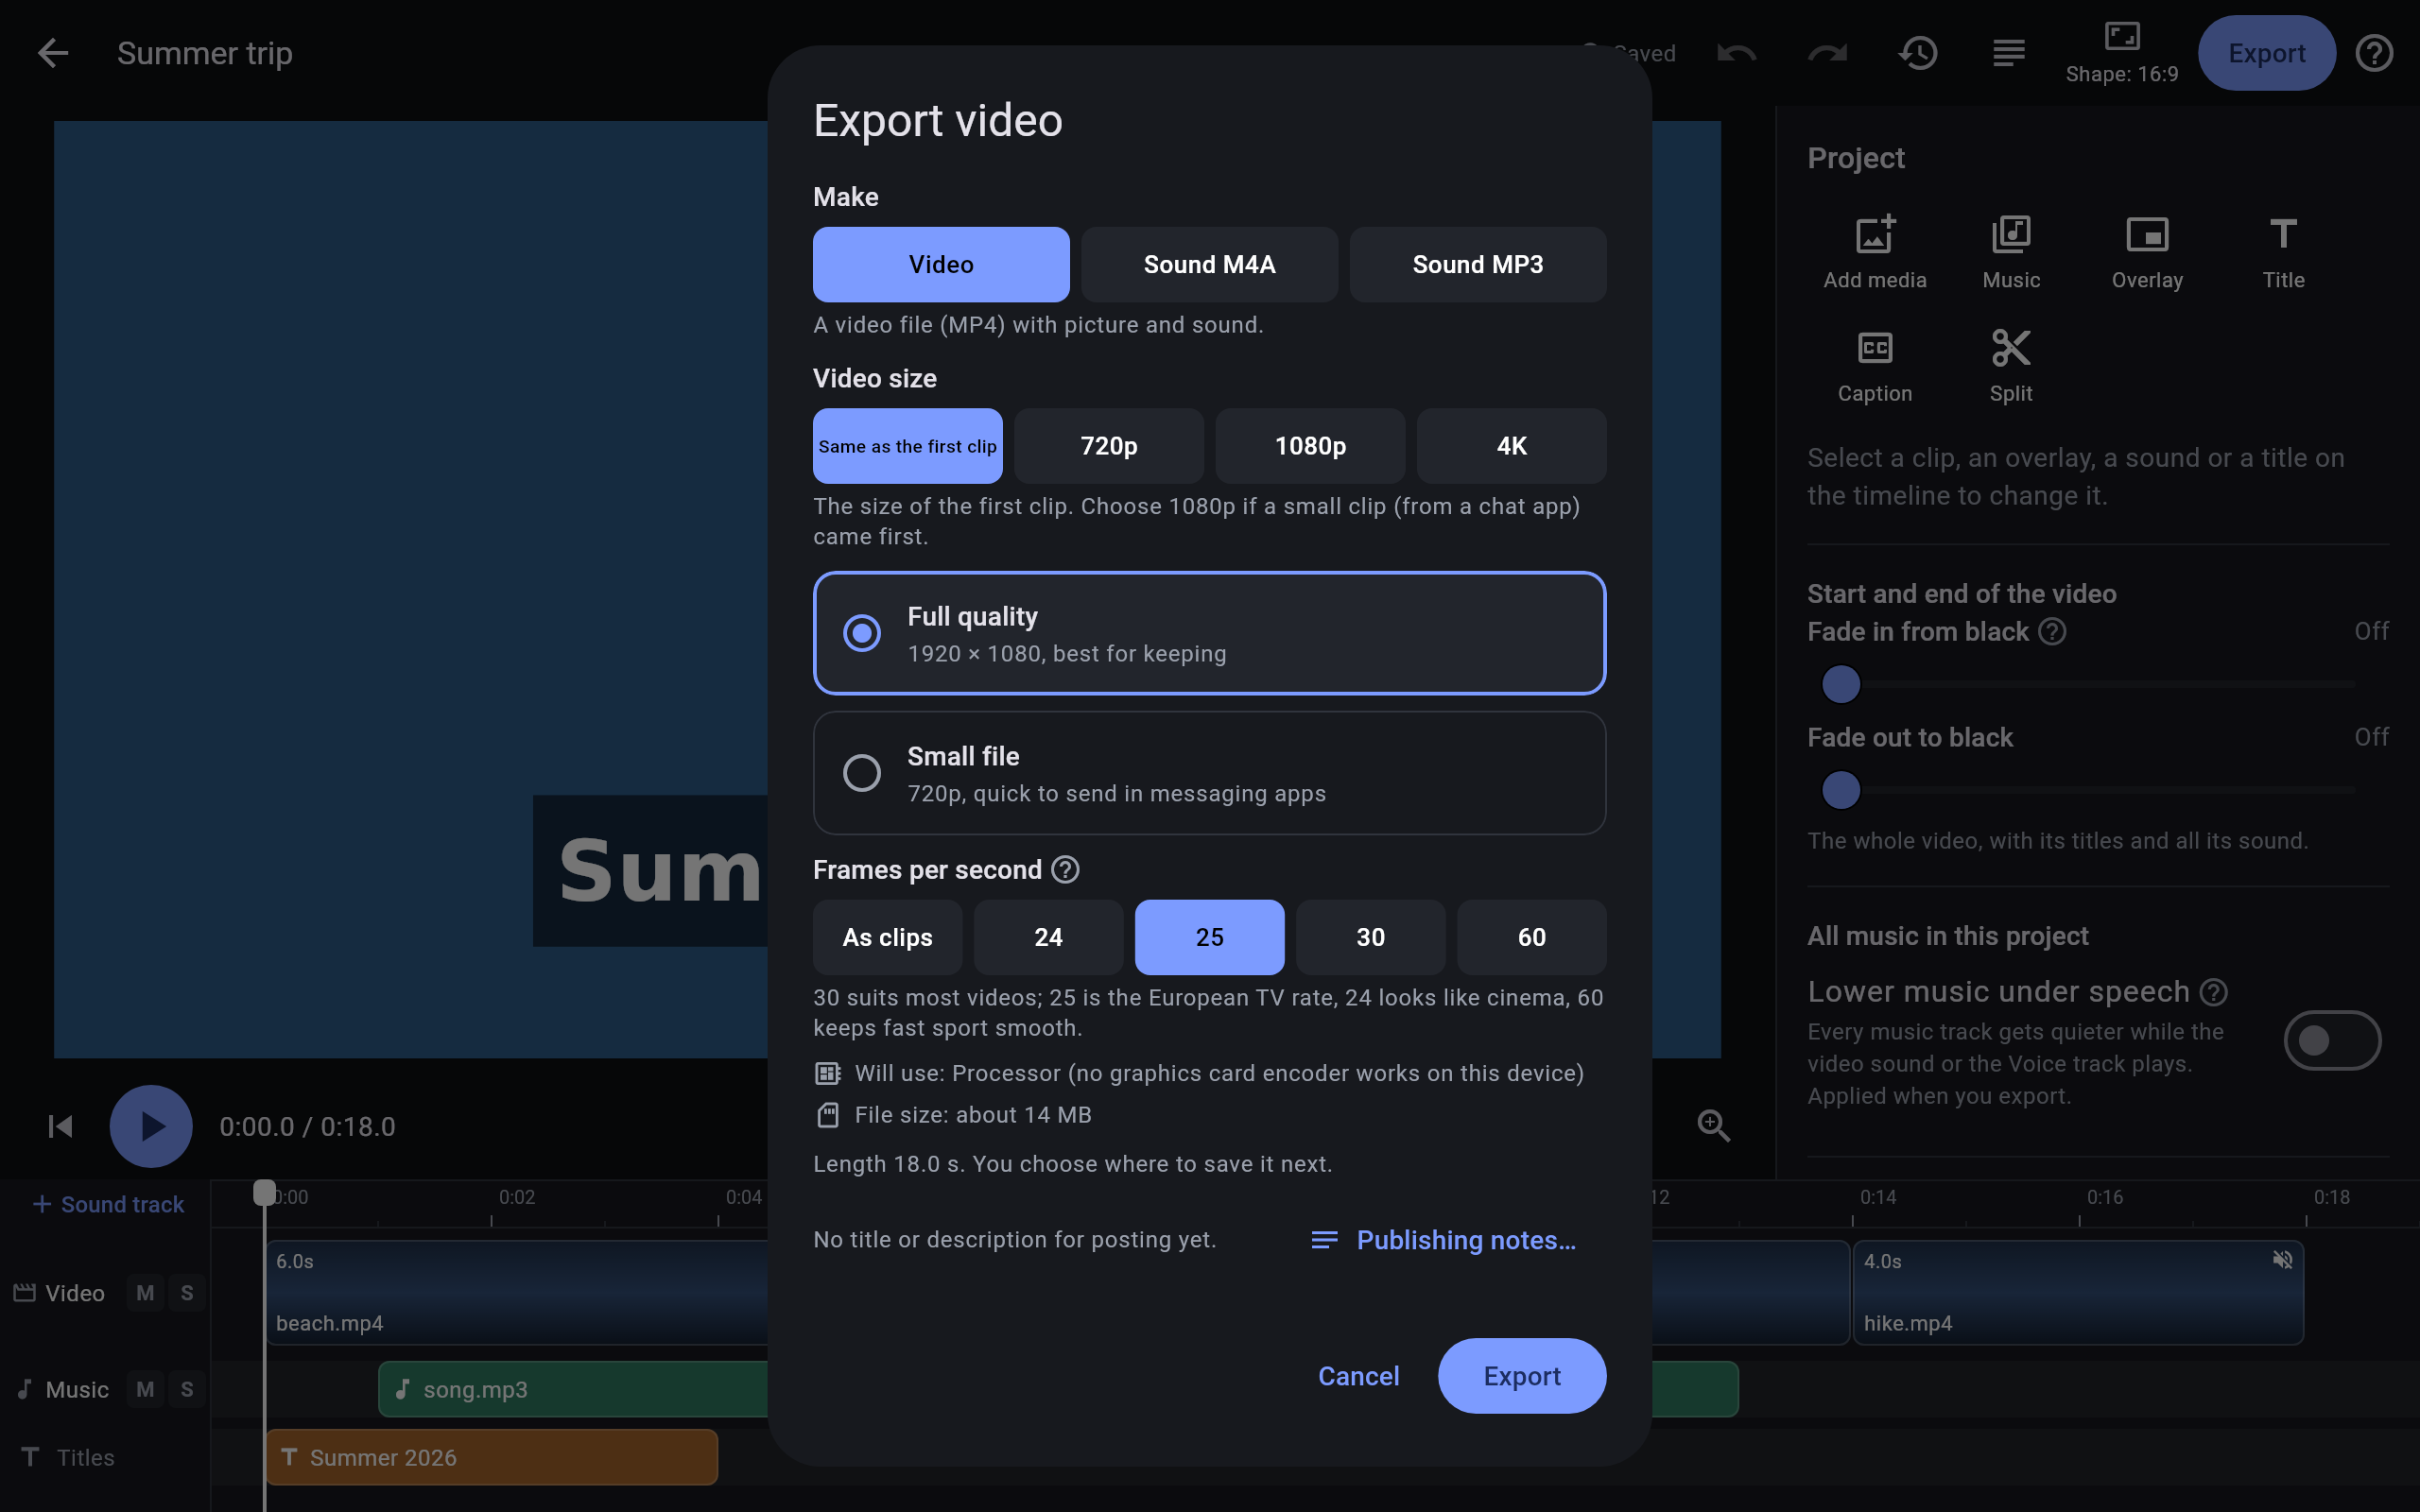 Summer trip
Saved
Shape: 16:9
Export
Project
Add media
Music
Overlay
Title
Caption
Split
Select a clip, an overlay, a sound or a title on
the timeline to change it.
Start and end of the video
Fade in from black
Off
Fade out to black
Off
The whole video, with its titles and all its sound.
All music in this project
Lower music under speech
Every music track gets quieter while the
video sound or the Voice track plays.
Applied when you export.
Export video
Make
Video
Sound M4A
Sound MP3
A video file (MP4) with picture and sound.
Video size
Same as the first clip
720p
1080p
4K
The size of the first clip. Choose 1080p if a small clip (from a chat app)
came first.
Full quality
1920 × 1080, best for keeping
Small file
720p, quick to send in messaging apps
Frames per second
As clips
24
25
30
60
30 suits most videos; 25 is the European TV rate, 24 looks like cinema, 60
keeps fast sport smooth.
Will use: Processor (no graphics card encoder works on this device)
File size: about 14 MB
Length 18.0 s. You choose where to save it next.
No title or description for posting yet.
Publishing notes...
Cancel
Export
Sum
0:00.0 / 0:18.0
Sound track
0:00
0:02
0:04
12
0:14
0:16
0:18
Video
M
S
6.0s
beach.mp4
4.0s
hike.mp4
Music
M
S
song.mp3
Titles
Summer 2026